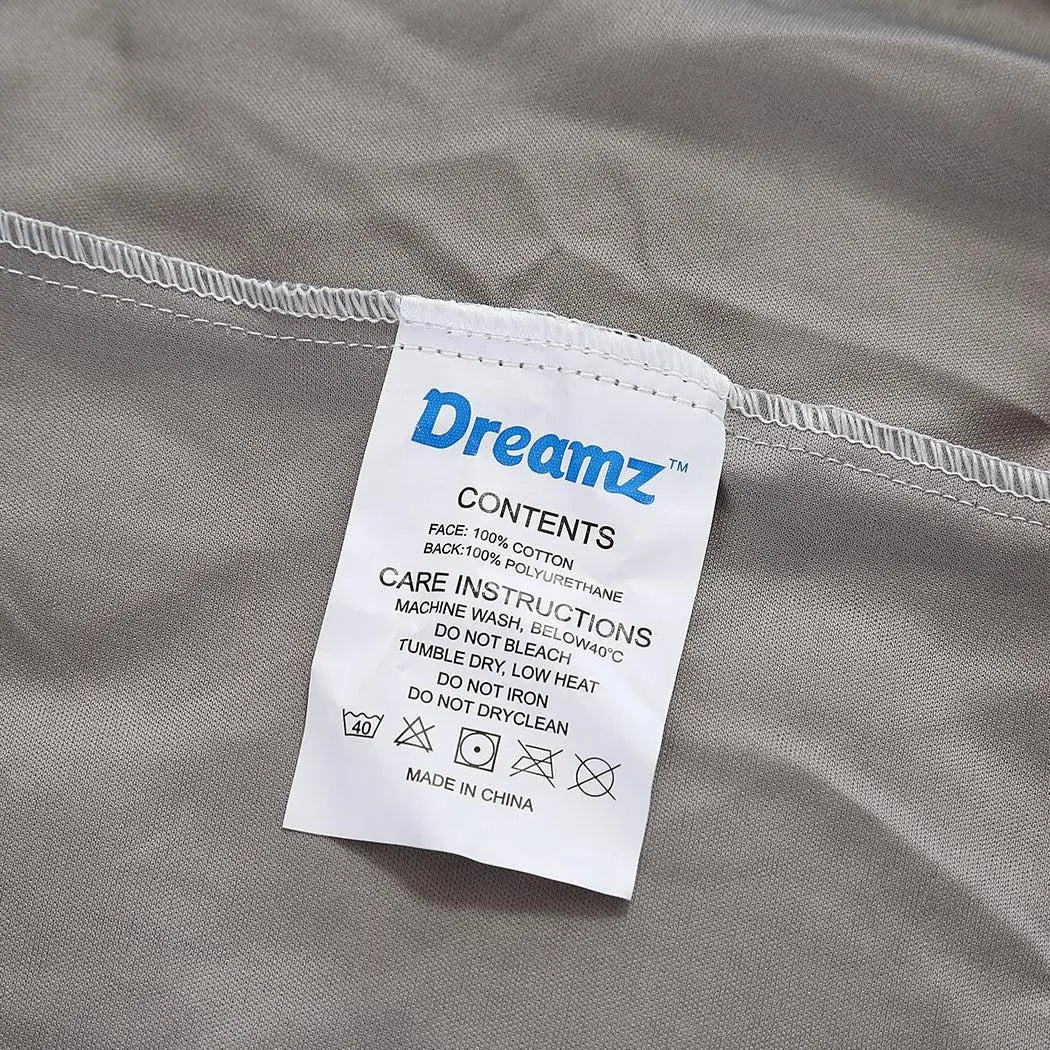 Dreamz™
CONTENTS
FACE: 100% COTTON
BACK:100% POLYURETHANE
CARE INSTRUCTIONS
MACHINE WASH, BELOW40°C
DO NOT BLEACH
TUMBLE DRY, LOW HEAT
DO NOT IRON
DO NOT DRYCLEAN
40
MADE IN CHINA